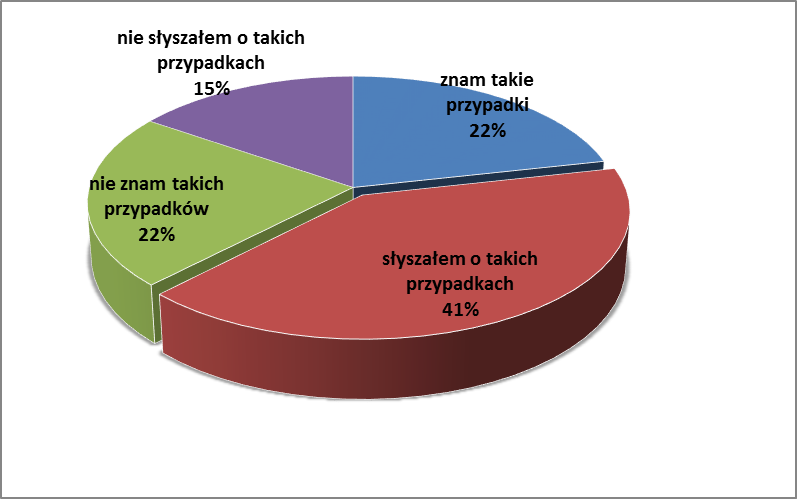 nie słyszałem o takich
przypadkach
15%
znam takie
przypadki
22%
nie znam takich
przypadków
22%
słyszałem o takich
przypadkach
41%